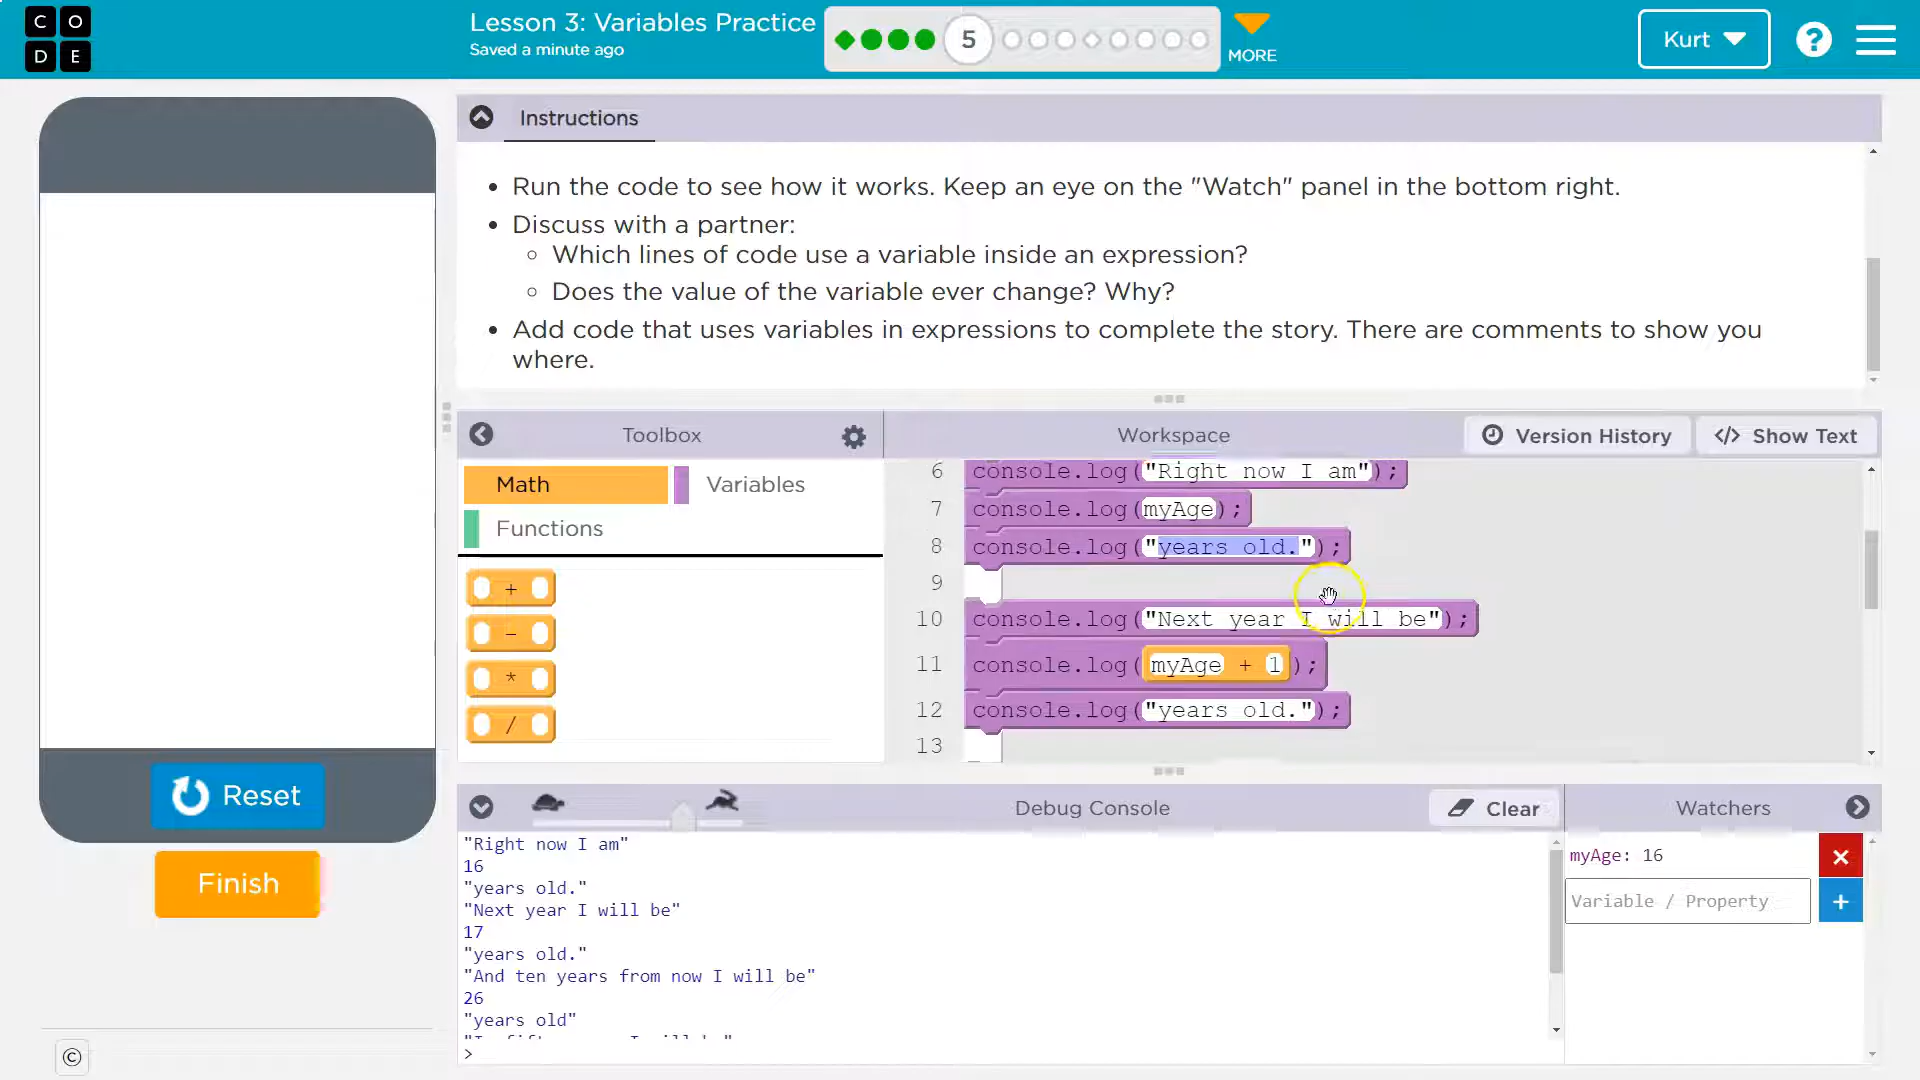 CODE
Lesson 3: Variables Practice
Saved a minute ago
5
MORE
Kurt
?
Instructions
• Run the code to see how it works. Keep an eye on the "Watch" panel in the bottom right.
• Discuss with a partner:
○ Which lines of code use a variable inside an expression?
○ Does the value of the variable ever change? Why?
• Add code that uses variables in expressions to complete the story. There are comments to show you
where.
Toolbox
Workspace
Version History
</> Show Text
Math
Variables
Functions
+
-
*
/
6 console.log("Right now I am");
7 console.log(myAge);
8 console.log("years old.");
9
10 console.log("Next year I will be");
11 console.log(myAge + 1);
12 console.log("years old.");
13
Reset
Finish
Debug Console
Clear
Watchers
"Right now I am"
16
"years old."
"Next year I will be"
17
"years old."
"And ten years from now I will be"
26
"years old"
>
myAge: 16
Variable / Property
+
©